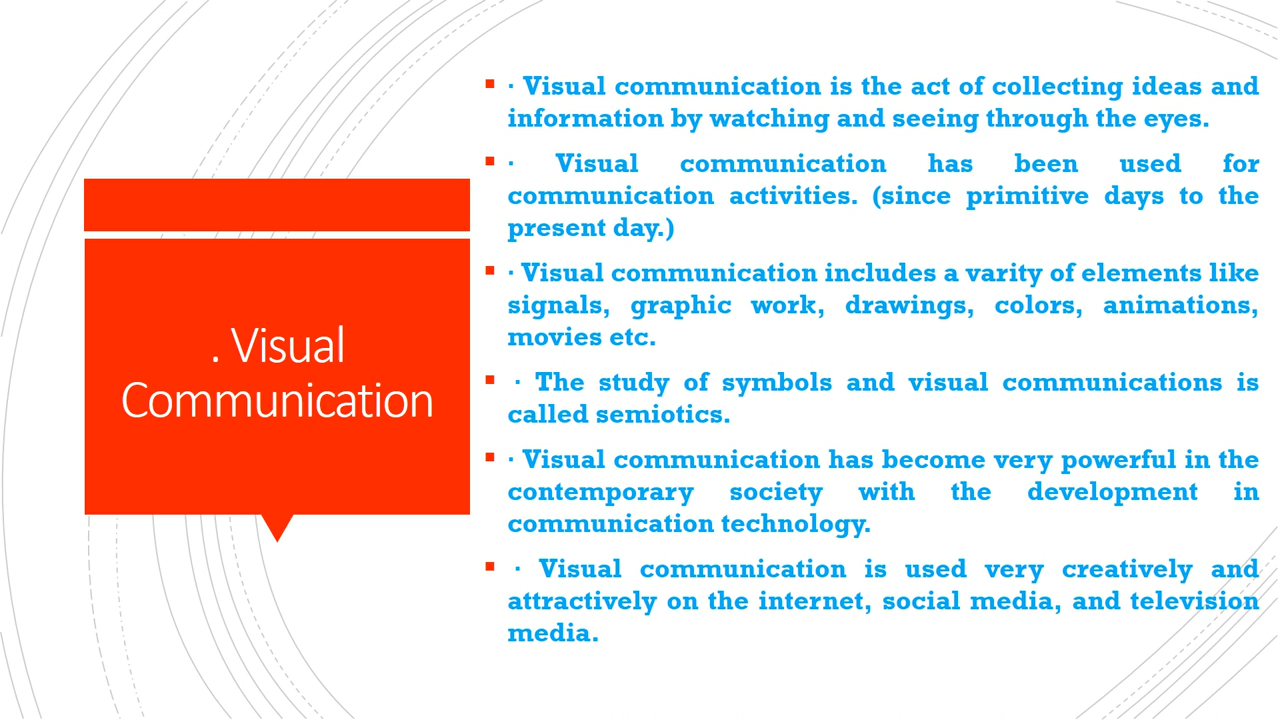 . Visual
Communication
· Visual communication is the act of collecting ideas and
information by watching and seeing through the eyes.
· Visual communication has been used for
communication activities. (since primitive days to the
present day.)
· Visual communication includes a varity of elements like
signals, graphic work, drawings, colors, animations,
movies etc.
· The study of symbols and visual communications is
called semiotics.
· Visual communication has become very powerful in the
contemporary society with the development in
communication technology.
· Visual communication is used very creatively and
attractively on the internet, social media, and television
media.